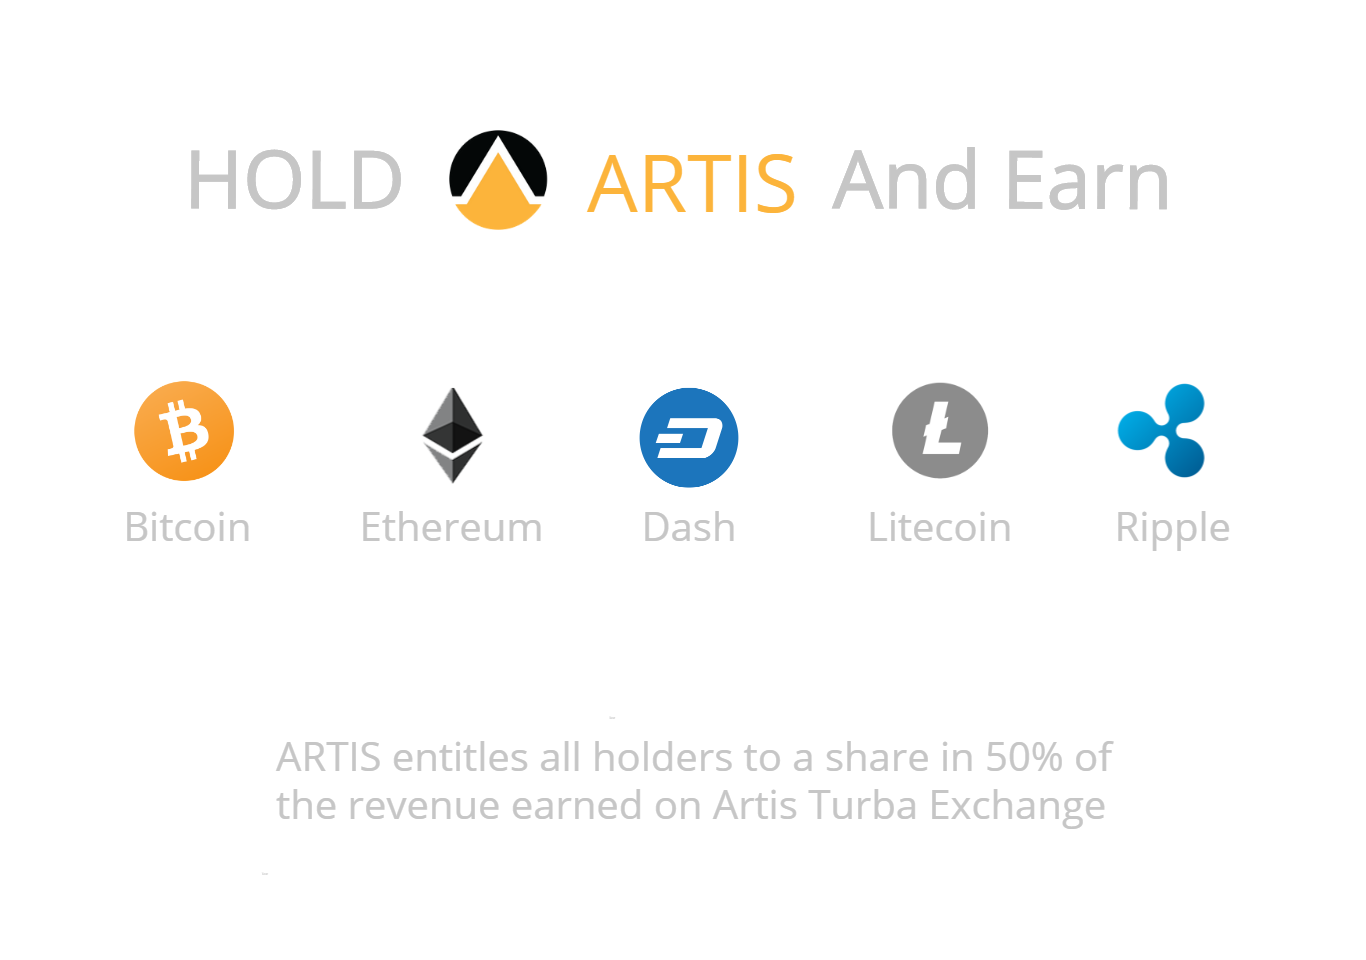 HOLD ARTIS And Earn
Bitcoin Ethereum Dash Litecoin Ripple
ARTIS entitles all holders to a share in 50% of
the revenue earned on Artis Turba Exchange